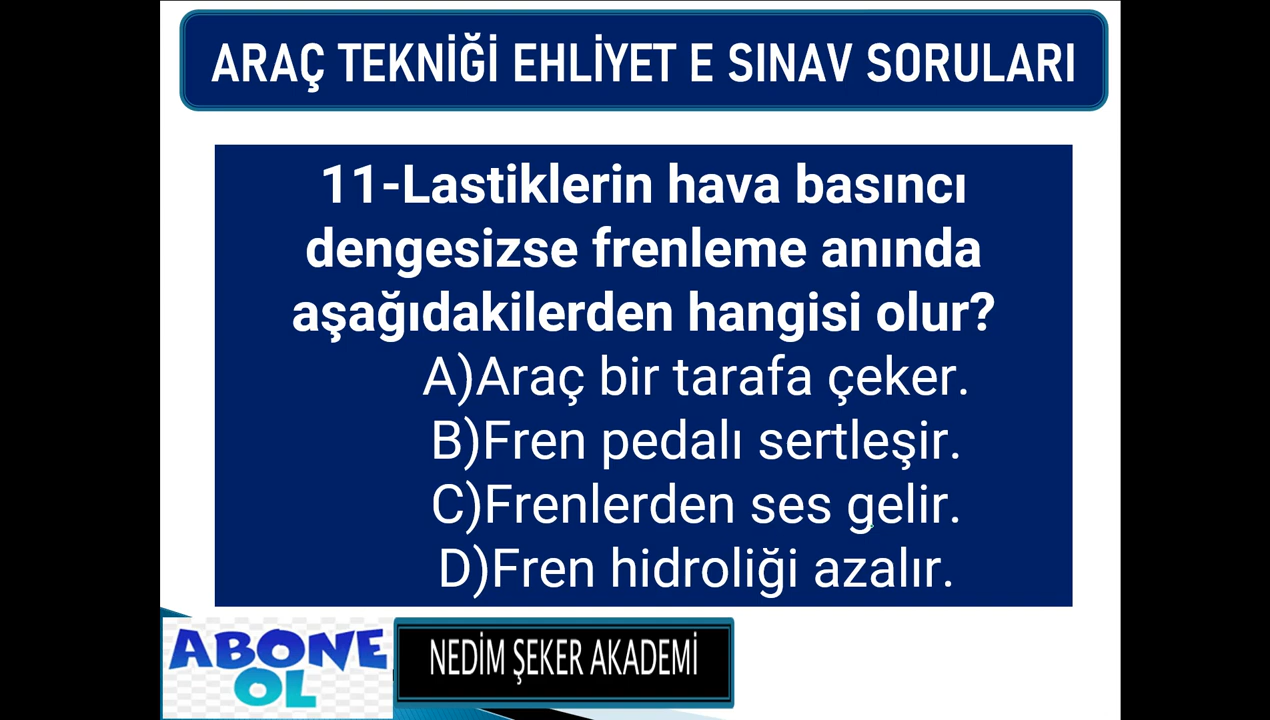 ARAÇ TEKNİĞİ EHLİYET E SINAV SORULARI
11-Lastiklerin hava basıncı
dengesizse frenleme anında
aşağıdakilerden hangisi olur?
A)Araç bir tarafa çeker.
B)Fren pedalı sertleşir.
C)Frenlerden ses gelir.
D)Fren hidroliği azalır.
ABONE
OL
NEDİM ŞEKER AKADEMİ